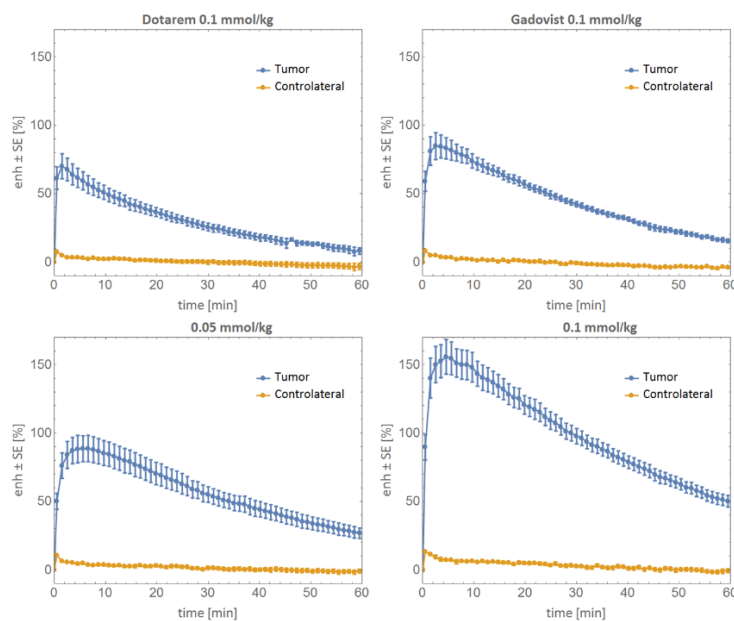 Dotarem 0.1 mmol/kg
enh ± SE [%]
150
100
50
0
Tumor
Controlateral
0 10 20 30 40 50 60
time [min]
Gadovist 0.1 mmol/kg
enh ± SE [%]
150
100
50
0
Tumor
Controlateral
0 10 20 30 40 50 60
time [min]
0.05 mmol/kg
enh ± SE [%]
150
100
50
0
Tumor
Controlateral
0 10 20 30 40 50 60
time [min]
0.1 mmol/kg
enh ± SE [%]
150
100
50
0
Tumor
Controlateral
0 10 20 30 40 50 60
time [min]